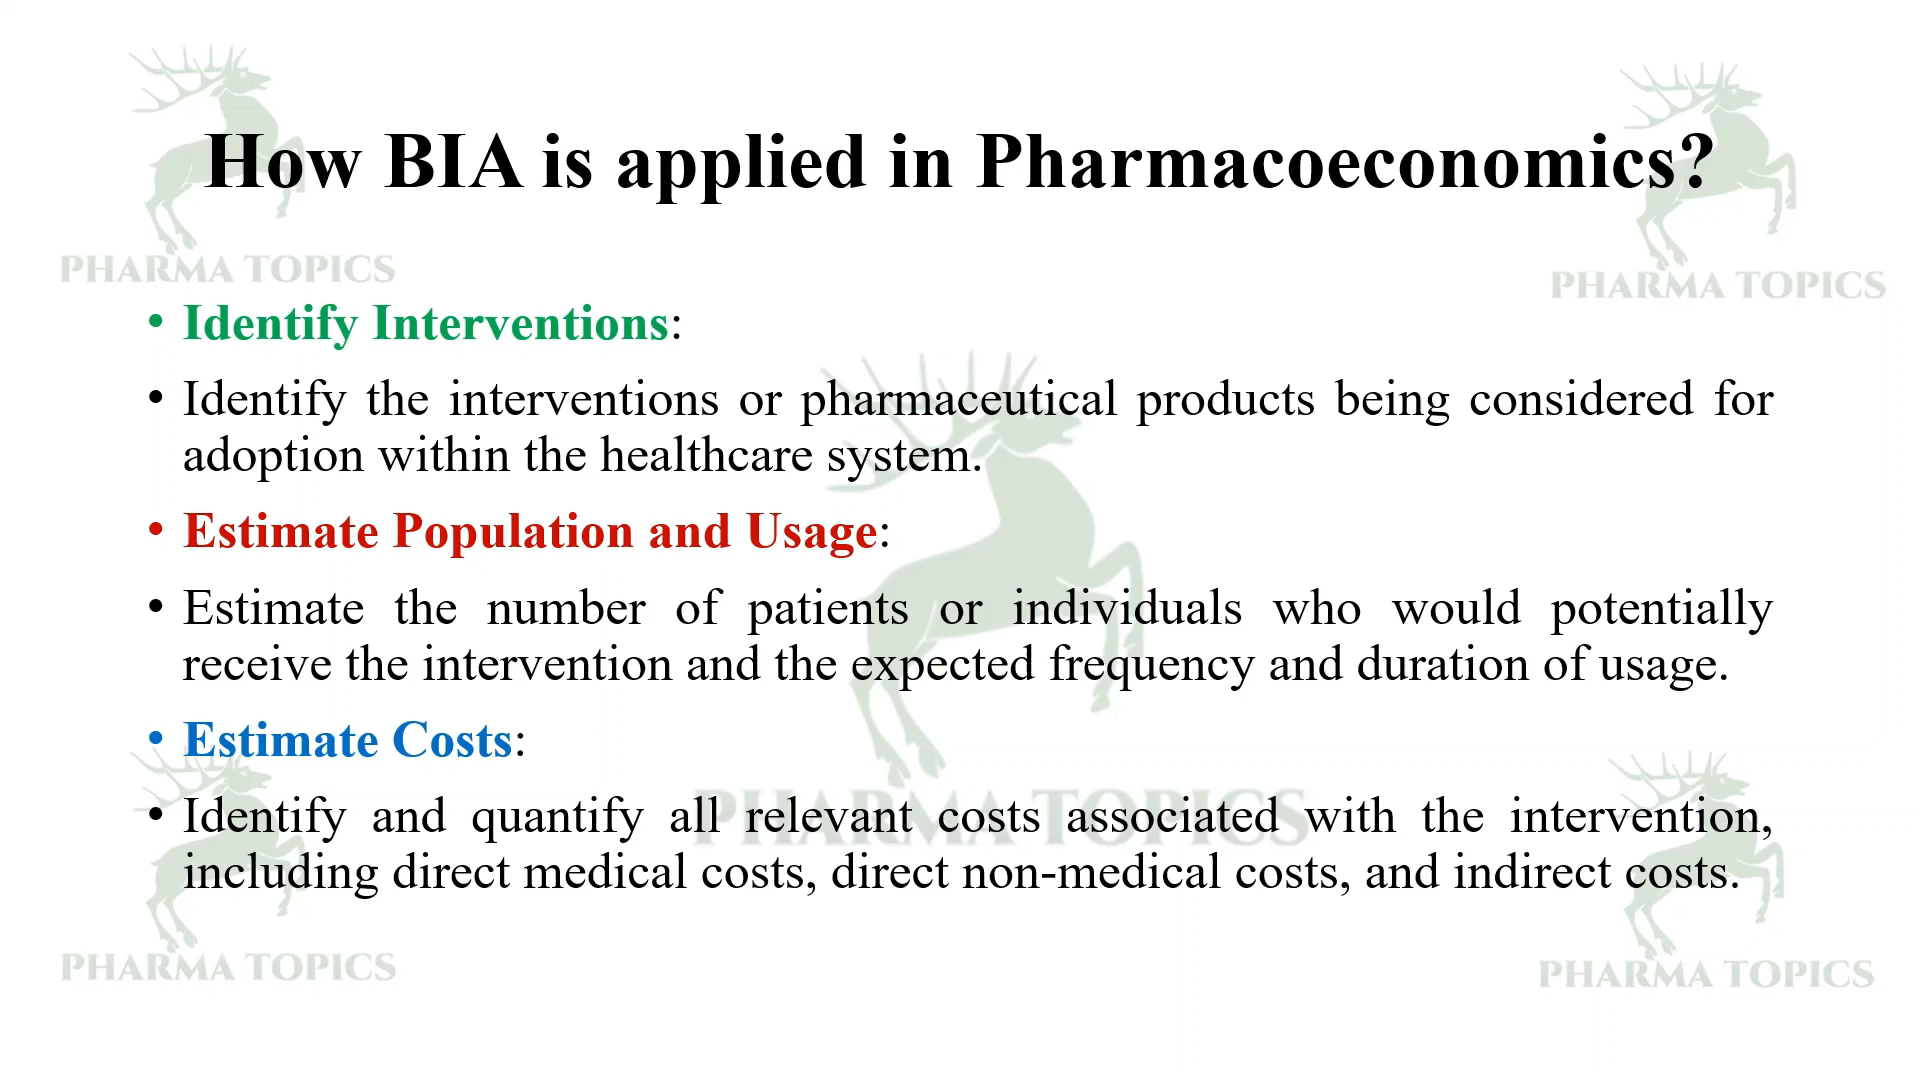 How BIA is applied in Pharmacoeconomics?
PHARMA TOPICS
PHARMA TOPICS
• Identify Interventions:
• Identify the interventions or pharmaceutical products being considered for
adoption within the healthcare system.
• Estimate Population and Usage:
• Estimate the number of patients or individuals who would potentially
receive the intervention and the expected frequency and duration of usage.
• Estimate Costs:
PHARMA TOPICS
• Identify and quantify all relevant costs associated with the intervention,
including direct medical costs, direct non-medical costs, and indirect costs.
PHARMA TOPICS
PHARMA TOPICS